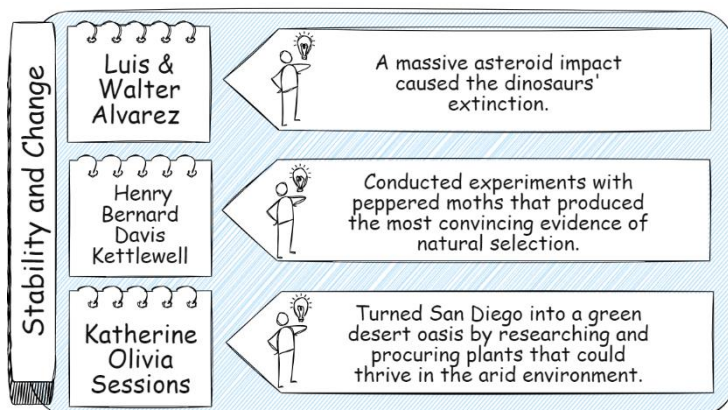 Stability and Change
Luis &
Walter
Alvarez
A massive asteroid impact
caused the dinosaurs'
extinction.
Henry
Bernard
Davis
Kettlewell
Conducted experiments with
peppered moths that produced
the most convincing evidence of
natural selection.
Katherine
Olivia
Sessions
Turned San Diego into a green
desert oasis by researching and
procuring plants that could
thrive in the arid environment.